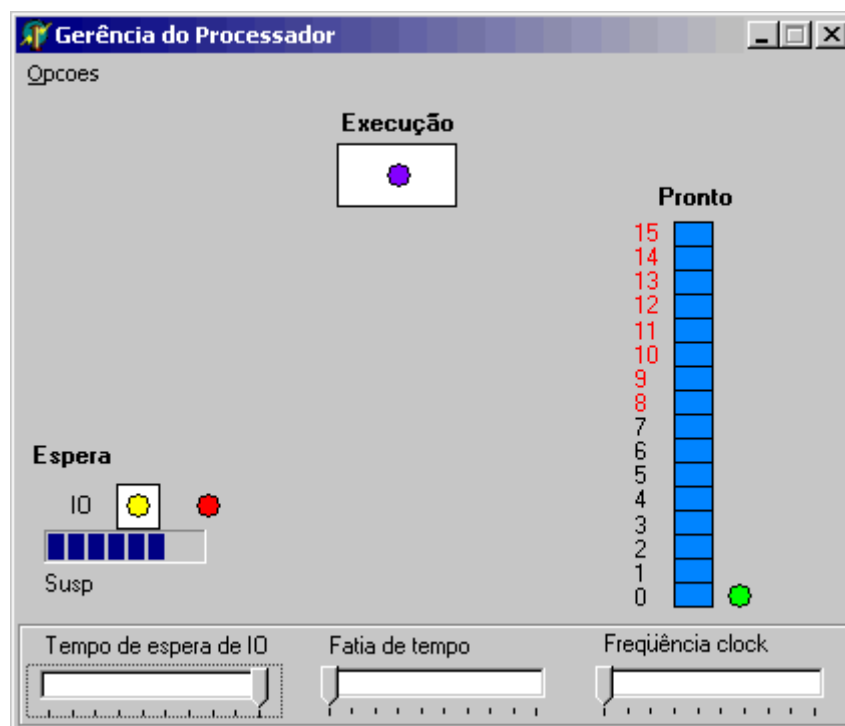 Gerência do Processador
Opcoes
Execução
Pronto
15
14
13
12
11
10
9
8
7
6
5
4
3
2
1
0
Espera
IO
Susp
Tempo de espera de IO
Fatia de tempo
Freqüência clock